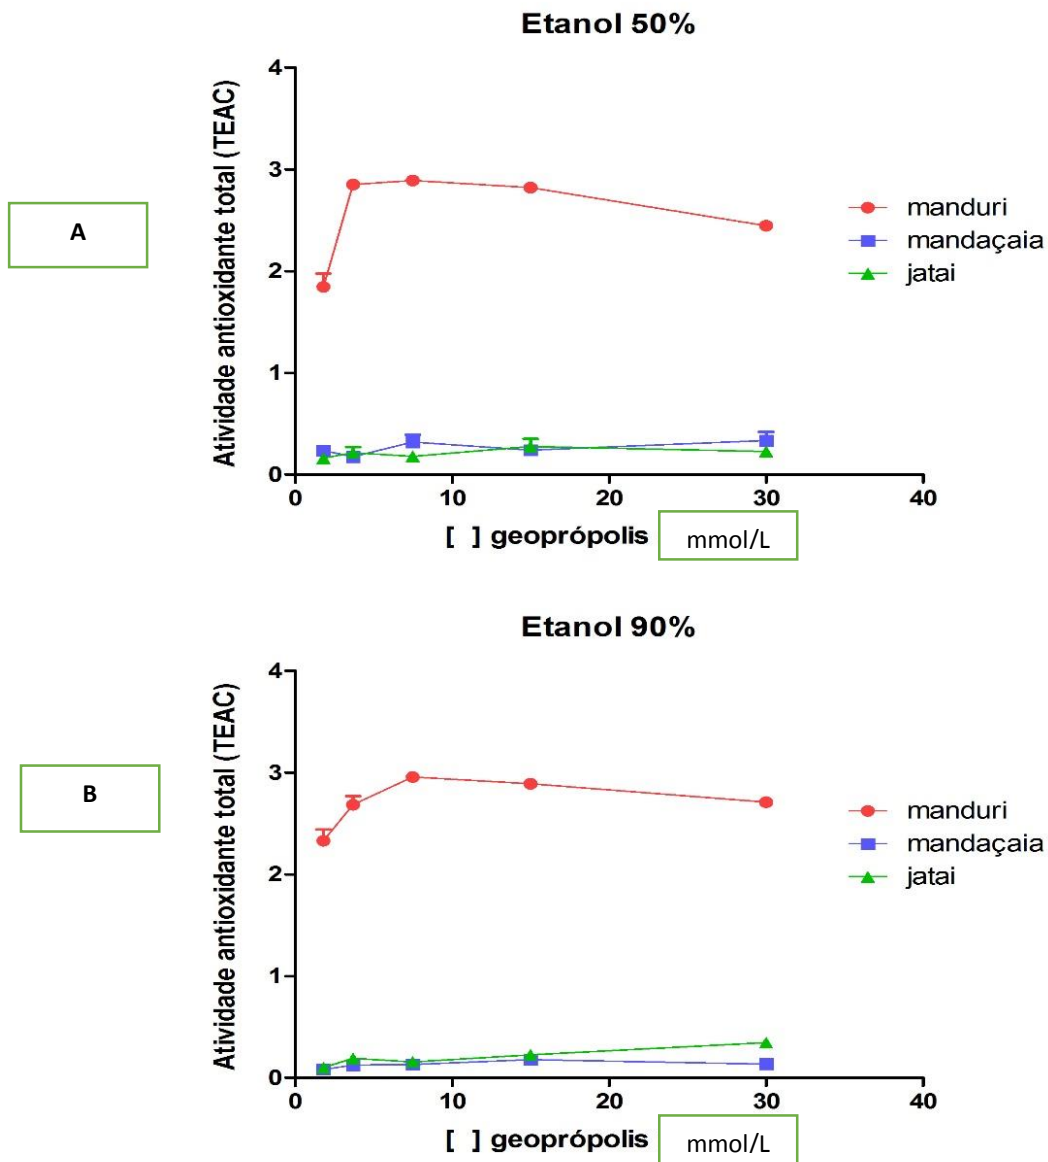 Etanol 50%
Atividade antioxidante total (TEAC)
4
3
2
1
0
0 10 20 30 40
[ ] geoprópolis mmol/L
A
manduri
mandaçaia
jatai
Etanol 90%
Atividade antioxidante total (TEAC)
4
3
2
1
0
0 10 20 30 40
[ ] geoprópolis mmol/L
B
manduri
mandaçaia
jatai